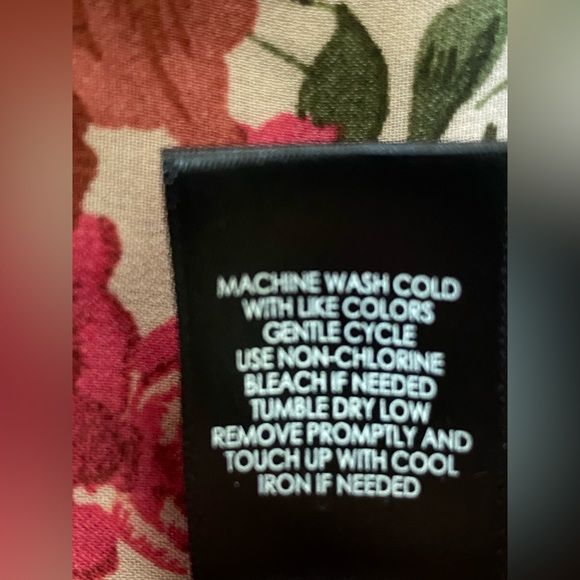 MACHINE WASH COLD
WITH LIKE COLORS
GENTLE CYCLE
USE NON-CHLORINE
BLEACH IF NEEDED
TUMBLE DRY LOW
REMOVE PROMPTLY AND
TOUCH UP WITH COOL
IRON IF NEEDED